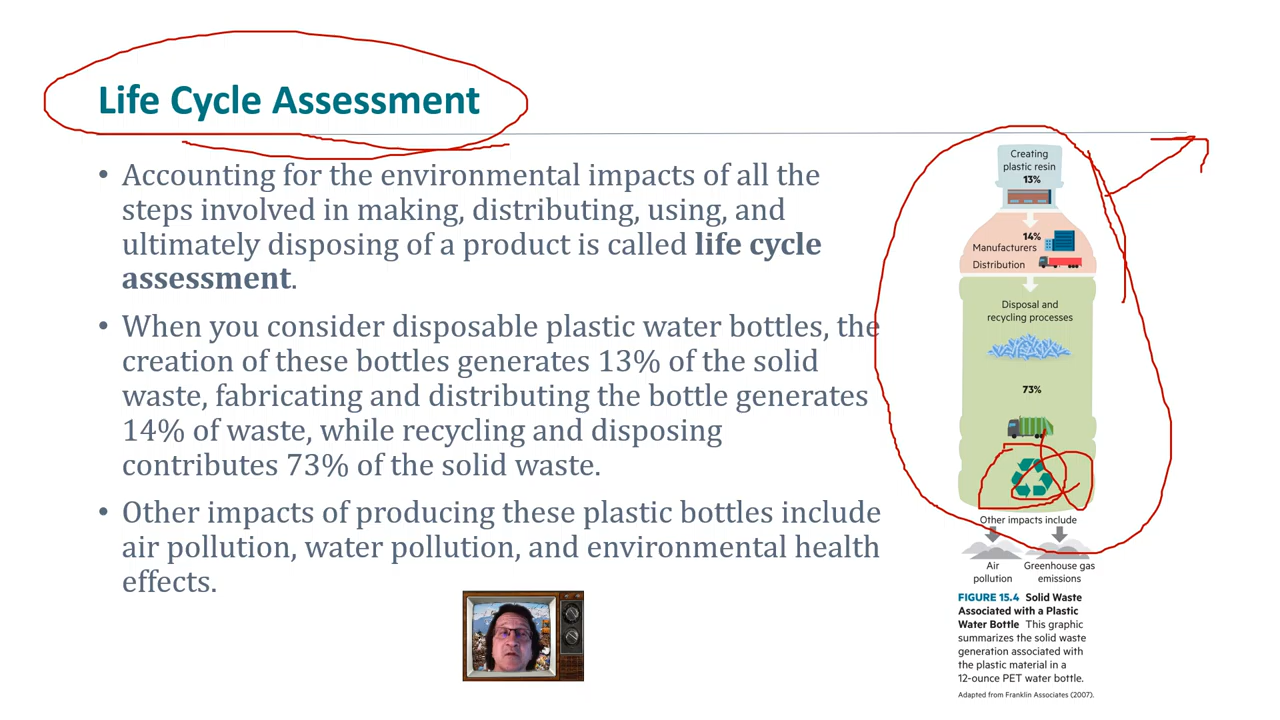 Life Cycle Assessment
• Accounting for the environmental impacts of all the
steps involved in making, distributing, using, and
ultimately disposing of a product is called life cycle
assessment.
• When you consider disposable plastic water bottles, the
creation of these bottles generates 13% of the solid
waste, fabricating and distributing the bottle generates
14% of waste, while recycling and disposing
contributes 73% of the solid waste.
• Other impacts of producing these plastic bottles include
air pollution, water pollution, and environmental health
effects.
Creating
plastic resin
13%
14%
Manufacturers
Distribution
Disposal and
recycling processes
73%
Other impacts include
Air
pollution
Greenhouse gas
emissions
FIGURE 15.4 Solid Waste
Associated with a Plastic
Water Bottle This graphic
summarizes the solid waste
generation associated with
the plastic material in a
12-ounce PET water bottle.
Adapted from Franklin Associates (2007).